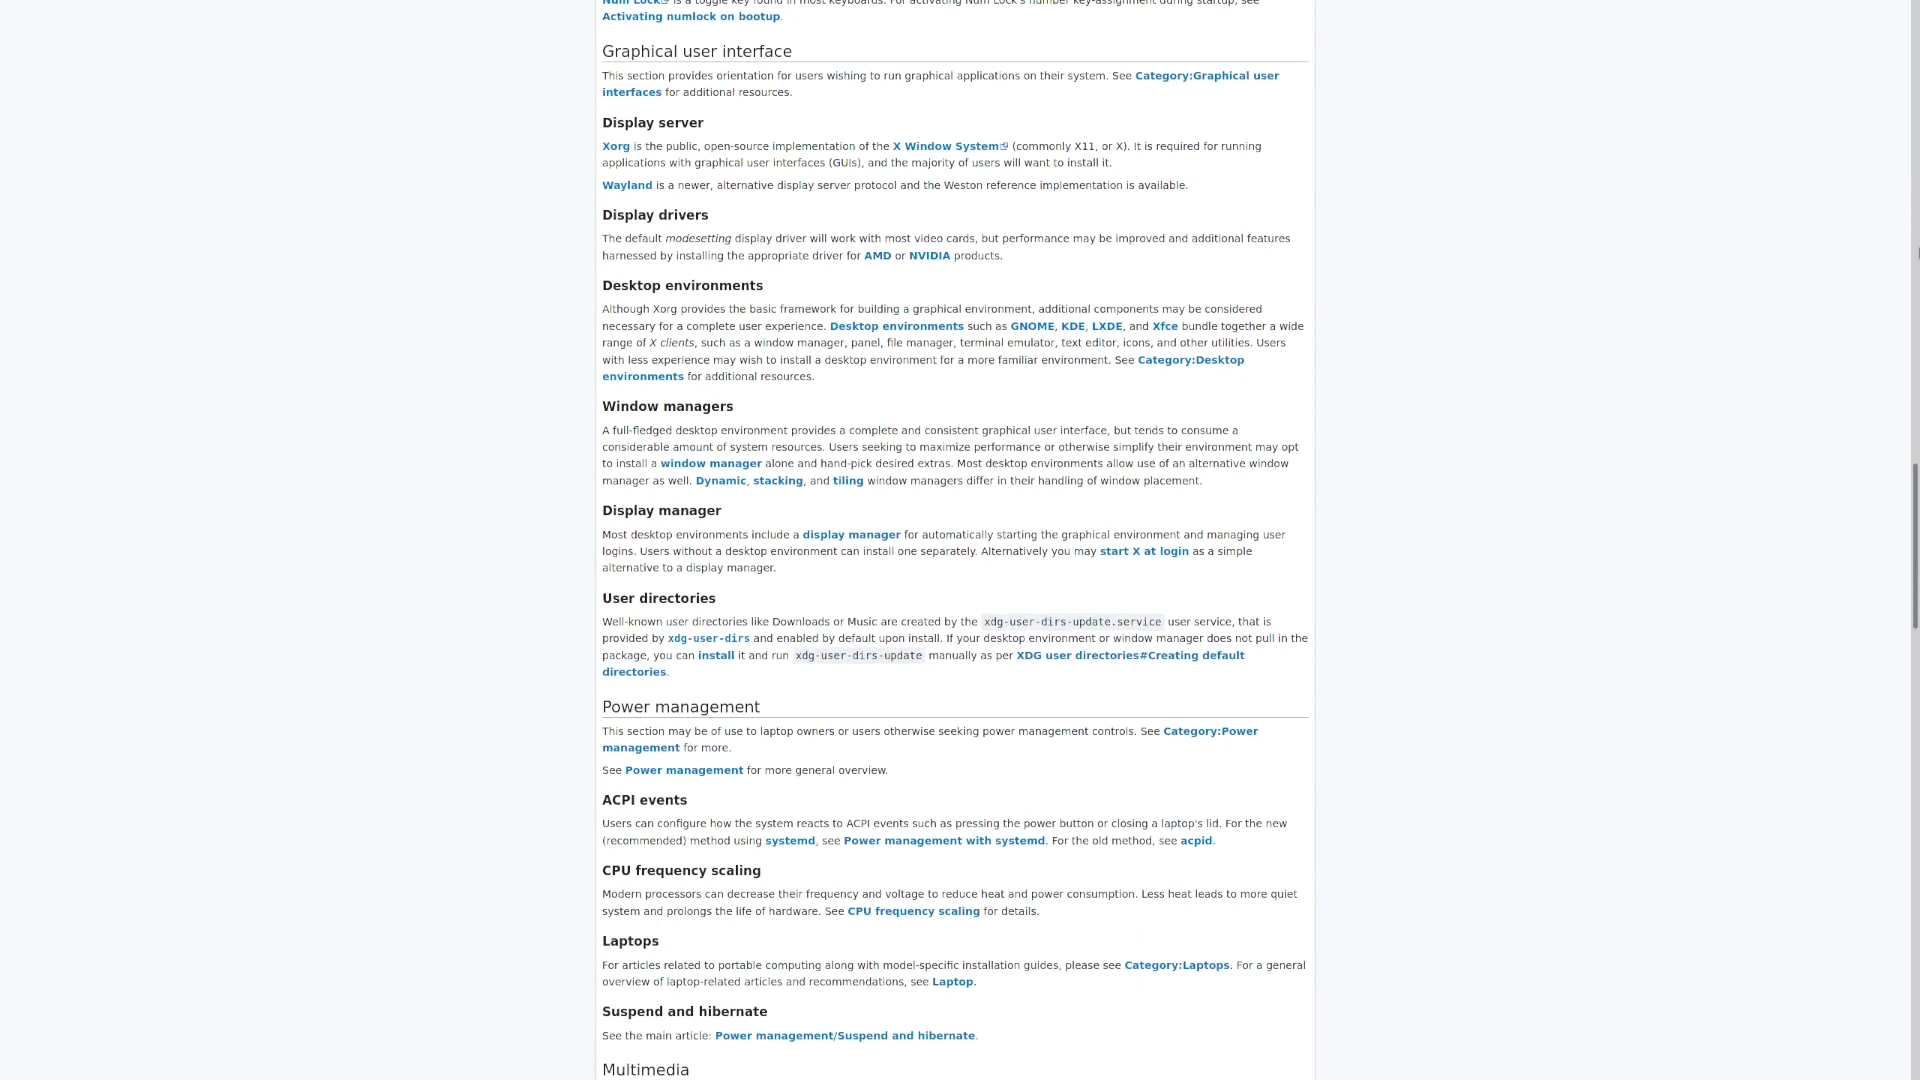 Num Lock is a toggle key found in most keyboards. For activating Num Lock's number key-assignment during startup, see
Activating numlock on bootup.
Graphical user interface
This section provides orientation for users wishing to run graphical applications on their system. See Category:Graphical user
interfaces for additional resources.
Display server
Xorg is the public, open-source implementation of the X Window System (commonly X11, or X). It is required for running
applications with graphical user interfaces (GUIs), and the majority of users will want to install it.
Wayland is a newer, alternative display server protocol and the Weston reference implementation is available.
Display drivers
The default modesetting display driver will work with most video cards, but performance may be improved and additional features
harnessed by installing the appropriate driver for AMD or NVIDIA products.
Desktop environments
Although Xorg provides the basic framework for building a graphical environment, additional components may be considered
necessary for a complete user experience. Desktop environments such as GNOME, KDE, LXDE, and Xfce bundle together a wide
range of X clients, such as a window manager, panel, file manager, terminal emulator, text editor, icons, and other utilities. Users
with less experience may wish to install a desktop environment for a more familiar environment. See Category:Desktop
environments for additional resources.
Window managers
A full-fledged desktop environment provides a complete and consistent graphical user interface, but tends to consume a
considerable amount of system resources. Users seeking to maximize performance or otherwise simplify their environment may opt
to install a window manager alone and hand-pick desired extras. Most desktop environments allow use of an alternative window
manager as well. Dynamic, stacking, and tiling window managers differ in their handling of window placement.
Display manager
Most desktop environments include a display manager for automatically starting the graphical environment and managing user
logins. Users without a desktop environment can install one separately. Alternatively you may start X at login as a simple
alternative to a display manager.
User directories
Well-known user directories like Downloads or Music are created by the xdg-user-dirs-update.service user service, that is
provided by xdg-user-dirs and enabled by default upon install. If your desktop environment or window manager does not pull in the
package, you can install it and run xdg-user-dirs-update manually as per XDG user directories#Creating default
directories.
Power management
This section may be of use to laptop owners or users otherwise seeking power management controls. See Category:Power
management for more.
See Power management for more general overview.
ACPI events
Users can configure how the system reacts to ACPI events such as pressing the power button or closing a laptop's lid. For the new
(recommended) method using systemd, see Power management with systemd. For the old method, see acpid.
CPU frequency scaling
Modern processors can decrease their frequency and voltage to reduce heat and power consumption. Less heat leads to more quiet
system and prolongs the life of hardware. See CPU frequency scaling for details.
Laptops
For articles related to portable computing along with model-specific installation guides, please see Category:Laptops. For a general
overview of laptop-related articles and recommendations, see Laptop.
Suspend and hibernate
See the main article: Power management/Suspend and hibernate.
Multimedia